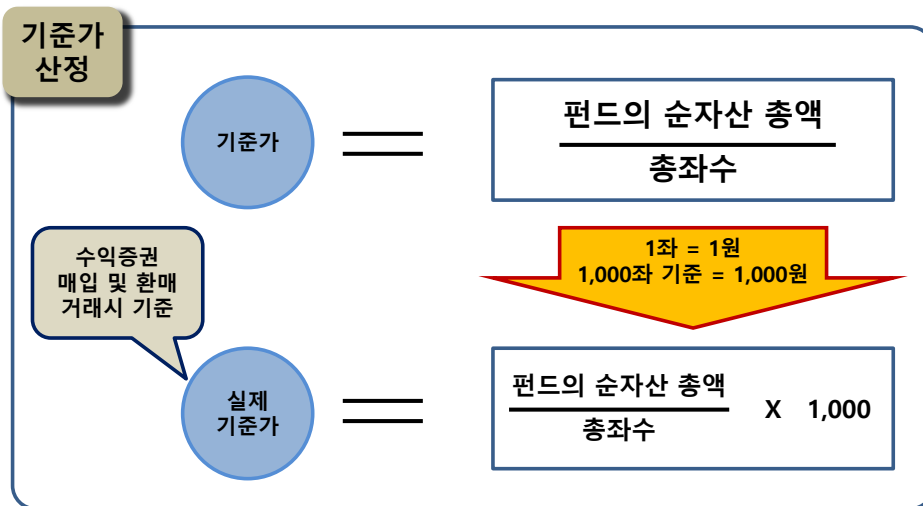 기준가
산정
기준가
펀드의 순자산 총액
총좌수
수익증권
매입 및 환매
거래시 기준
1좌 = 1원
1,000좌 기준 = 1,000원
실제
기준가
펀드의 순자산 총액
총좌수
X 1,000